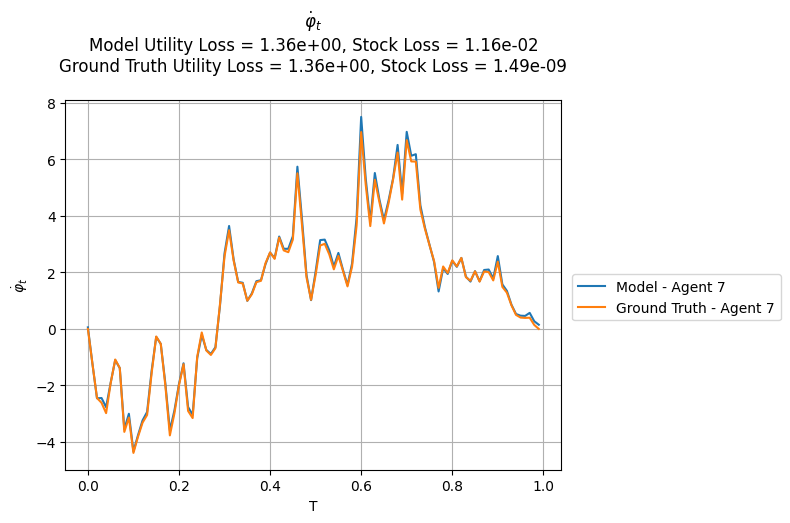 φ̇ₜ
Model Utility Loss = 1.36e+00, Stock Loss = 1.16e-02
Ground Truth Utility Loss = 1.36e+00, Stock Loss = 1.49e-09
8
6
4
2
0
−2
−4
φ̇ₜ
0.0 0.2 0.4 0.6 0.8 1.0
T
Model - Agent 7
Ground Truth - Agent 7